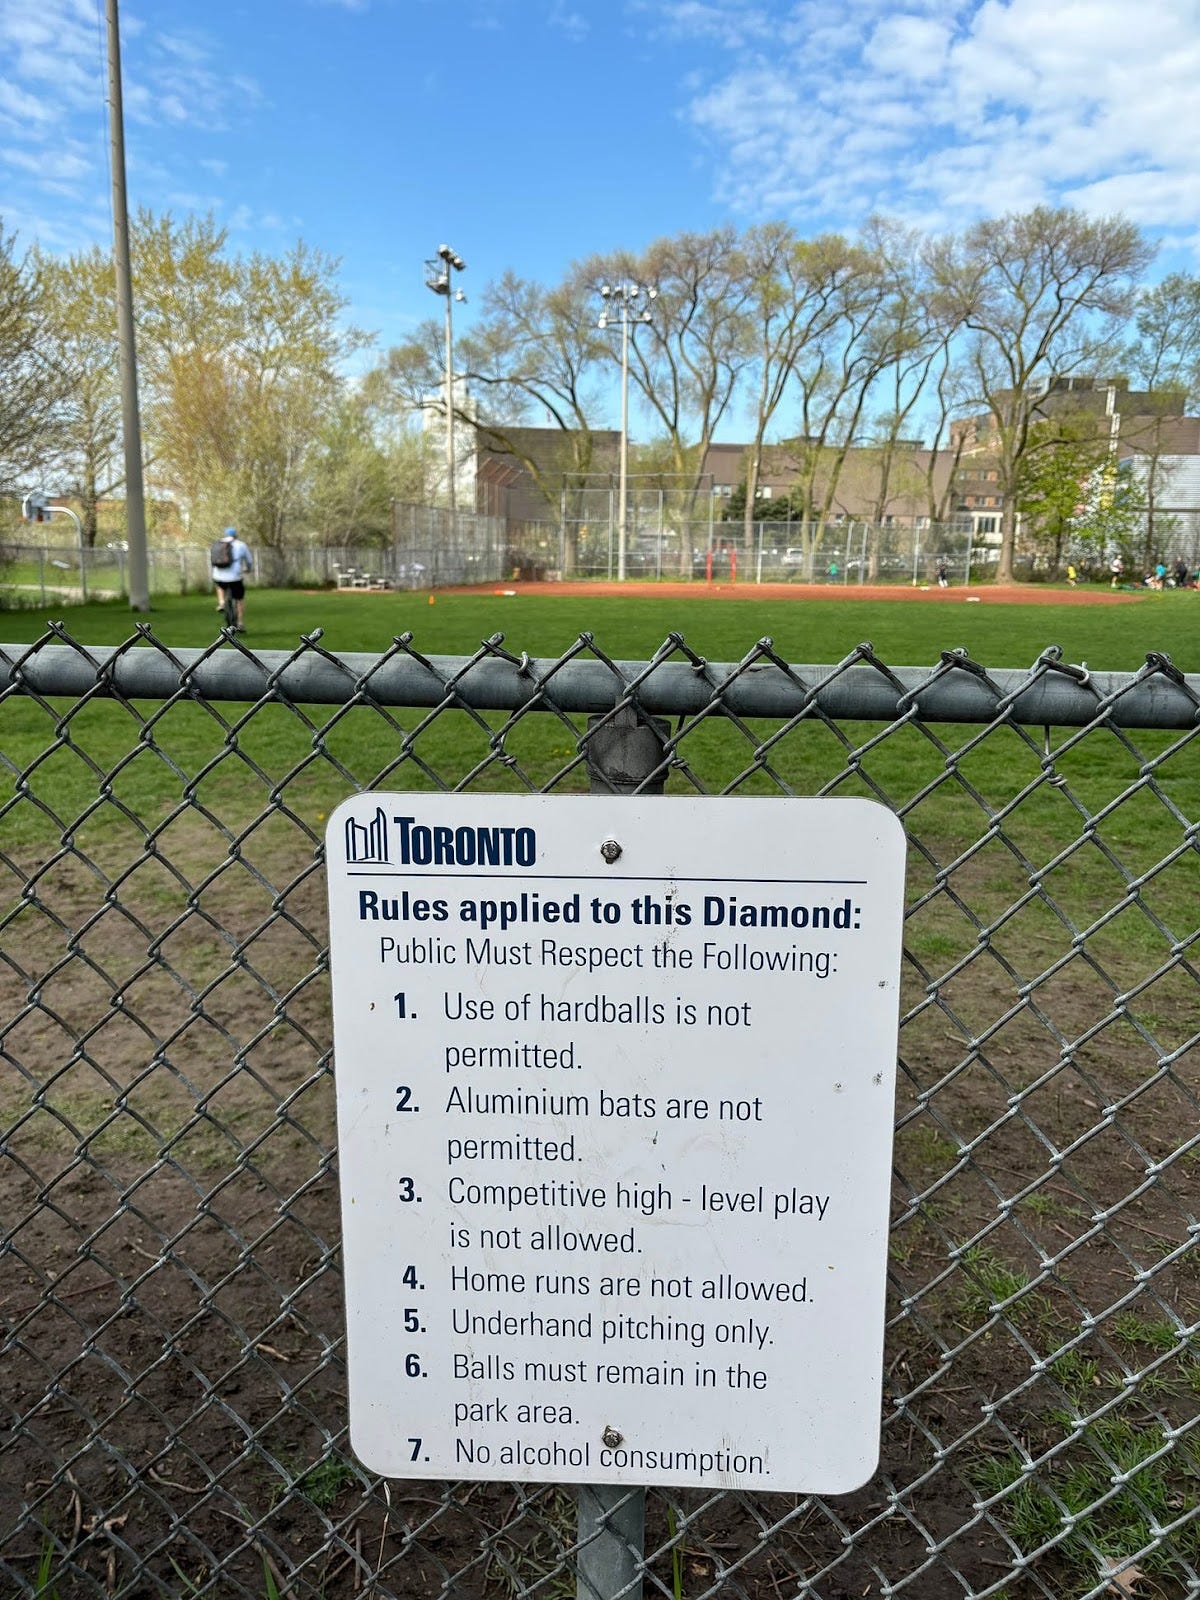 TORONTO
Rules applied to this Diamond:
Public Must Respect the Following:
1. Use of hardballs is not
permitted.
2. Aluminium bats are not
permitted.
3. Competitive high - level play
is not allowed.
4. Home runs are not allowed.
5. Underhand pitching only.
6. Balls must remain in the
park area.
7. No alcohol consumption.